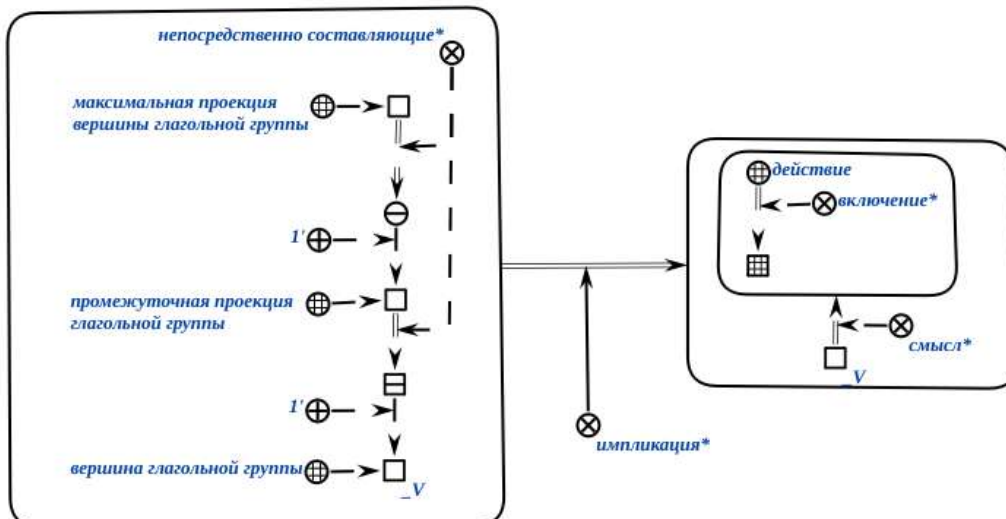 непосредственно составляющие*
максимальная проекция
вершины глагольной группы
1'
промежуточная проекция
глагольной группы
1'
вершина глагольной группы
_V
импликация*
действие
включение*
смысл*
_V